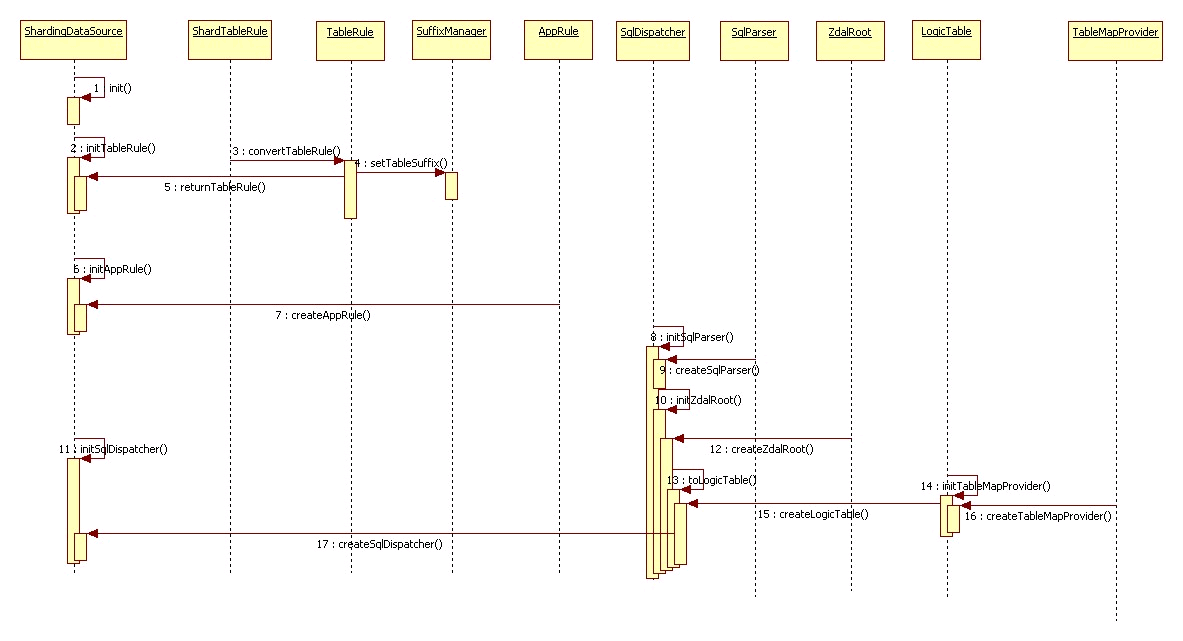 ShardingDataSource
ShardTableRule
TableRule
SuffixManager
AppRule
SqlDispatcher
SqlParser
ZdalRoot
LogicTable
TableMapProvider
1 init()
2 : initTableRule()
3 : convertTableRule()
4 : setTableSuffix()
5 : returnTableRule()
6 : initAppRule()
7 : createAppRule()
8 : initSqlParser()
9 : createSqlParser()
10 : initZdalRoot()
11 : initSqlDispatcher()
12 : createZdalRoot()
13 : toLogicTable()
14 : initTableMapProvider()
15 : createLogicTable()
16 : createTableMapProvider()
17 : createSqlDispatcher()